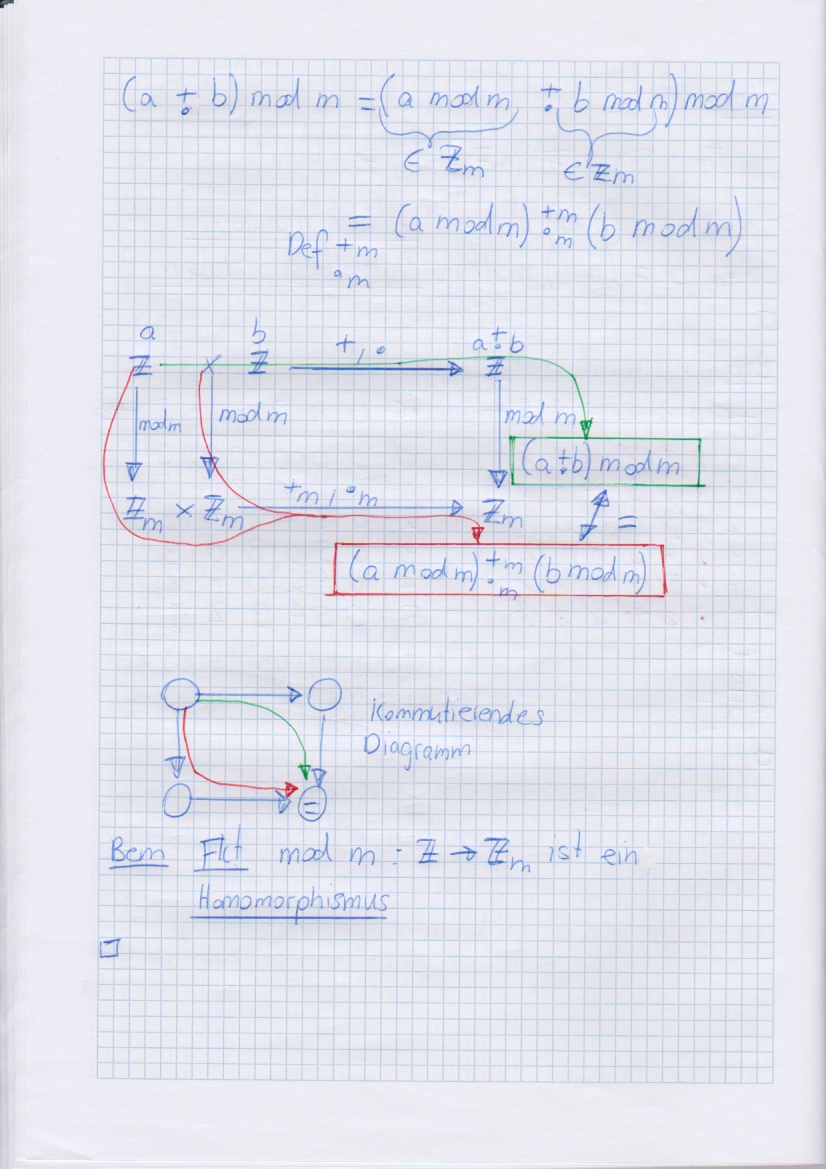 (a +̣ b) mod m = (a mod m +̣ b mod m) mod m
∈ ℤm ∈ ℤm
= (a mod m) +m ·m (b mod m)
Def +m
·m
a b +, · a +̣ b
ℤ × ℤ ℤ
mod m mod m mod m
(a +̣ b) mod m
ℤm × ℤm +m, ·m ℤm =
(a mod m) +m ·m (b mod m)
Kommutierendes
Diagramm
=
Bem Fkt mod m : ℤ → ℤm ist ein
Homomorphismus
□